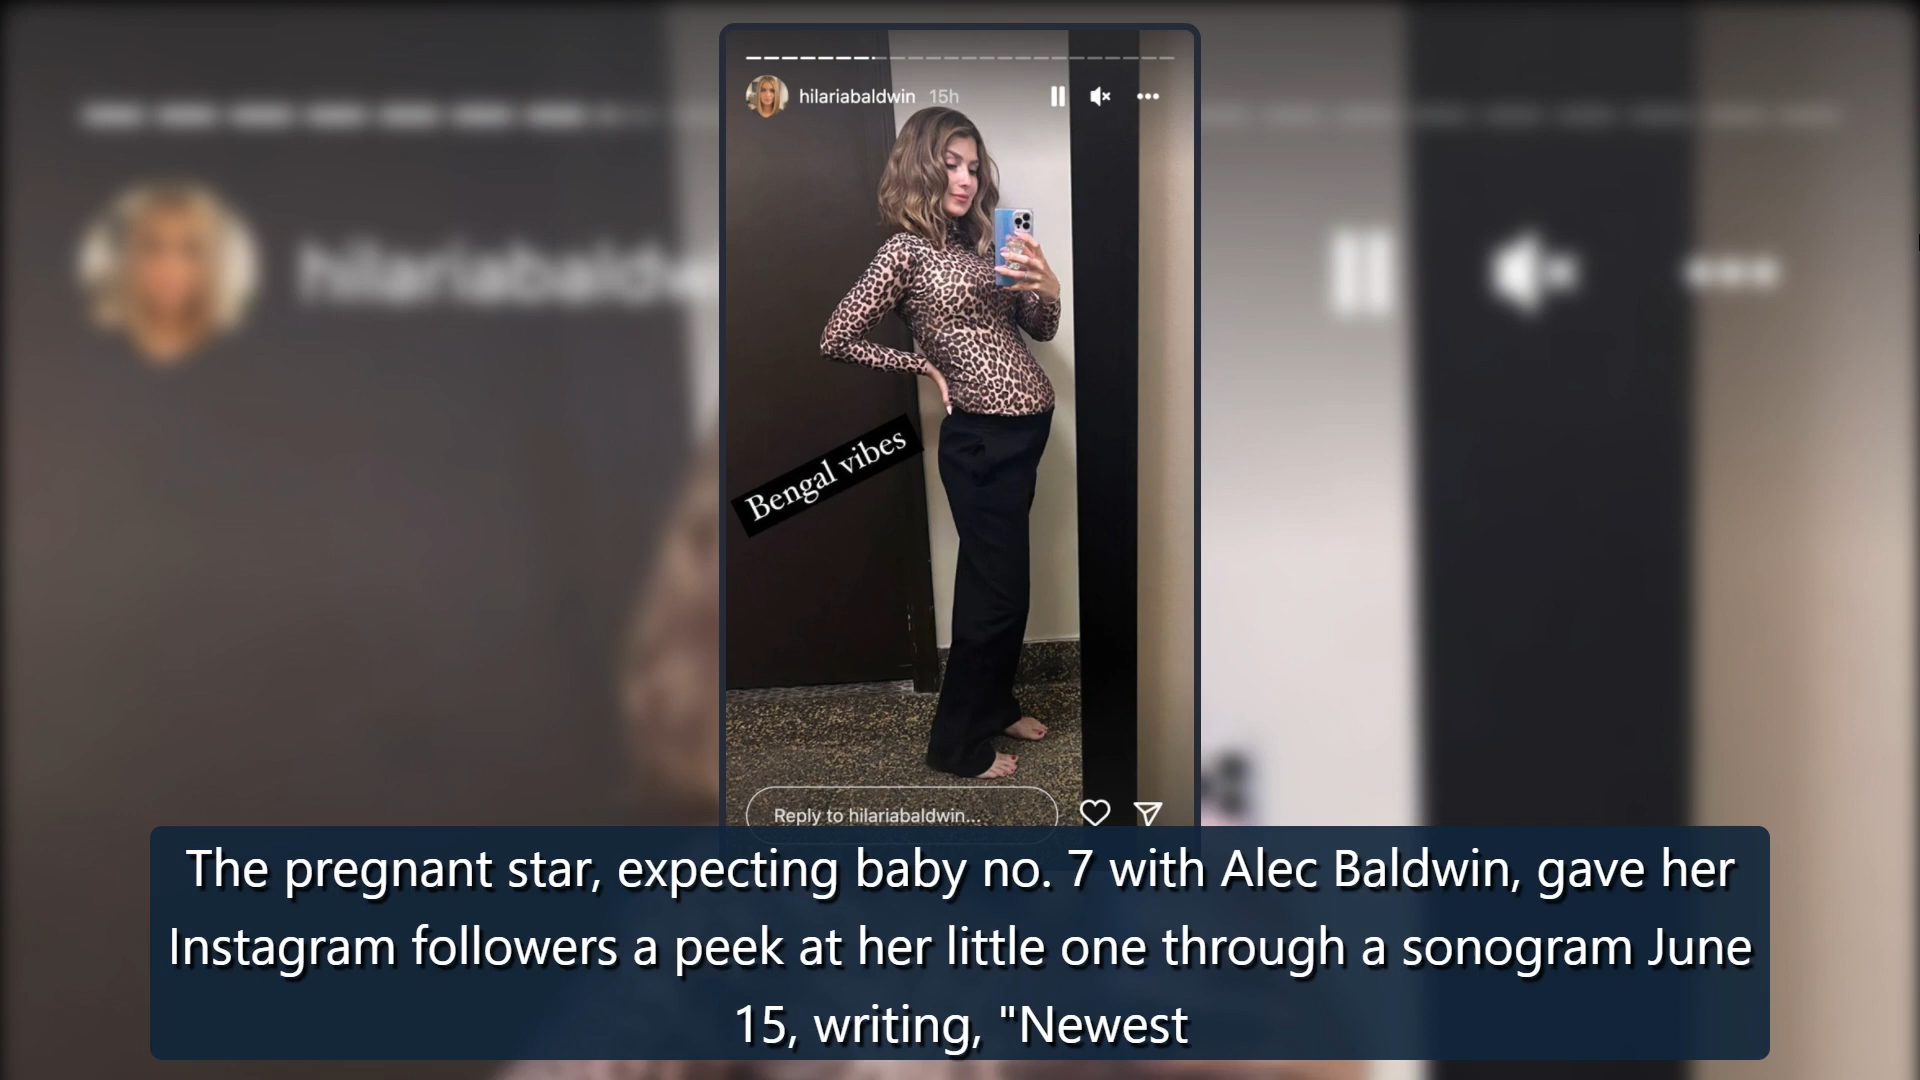 hilariabaldwin 15h
Bengal vibes
Reply to hilariabaldwin...
The pregnant star, expecting baby no. 7 with Alec Baldwin, gave her
Instagram followers a peek at her little one through a sonogram June
15, writing, "Newest